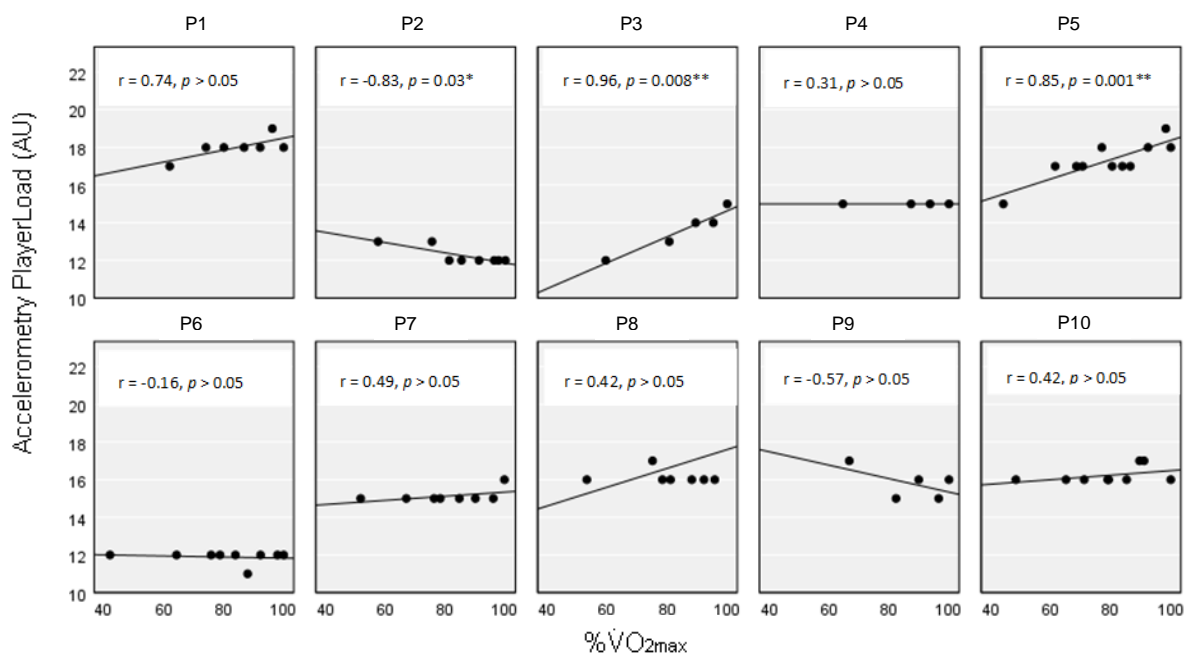 P1 P2 P3 P4 P5
r = 0.74, p > 0.05
r = -0.83, p = 0.03*
r = 0.96, p = 0.008**
r = 0.31, p > 0.05
r = 0.85, p = 0.001**
22
20
18
16
14
12
10
P6 P7 P8 P9 P10
r = -0.16, p > 0.05
r = 0.49, p > 0.05
r = 0.42, p > 0.05
r = -0.57, p > 0.05
r = 0.42, p > 0.05
22
20
18
16
14
12
10
40 60 80 100 40 60 80 100 40 60 80 100 40 60 80 100 40 60 80 100
Accelerometry PlayerLoad (AU)
%V̇O2max